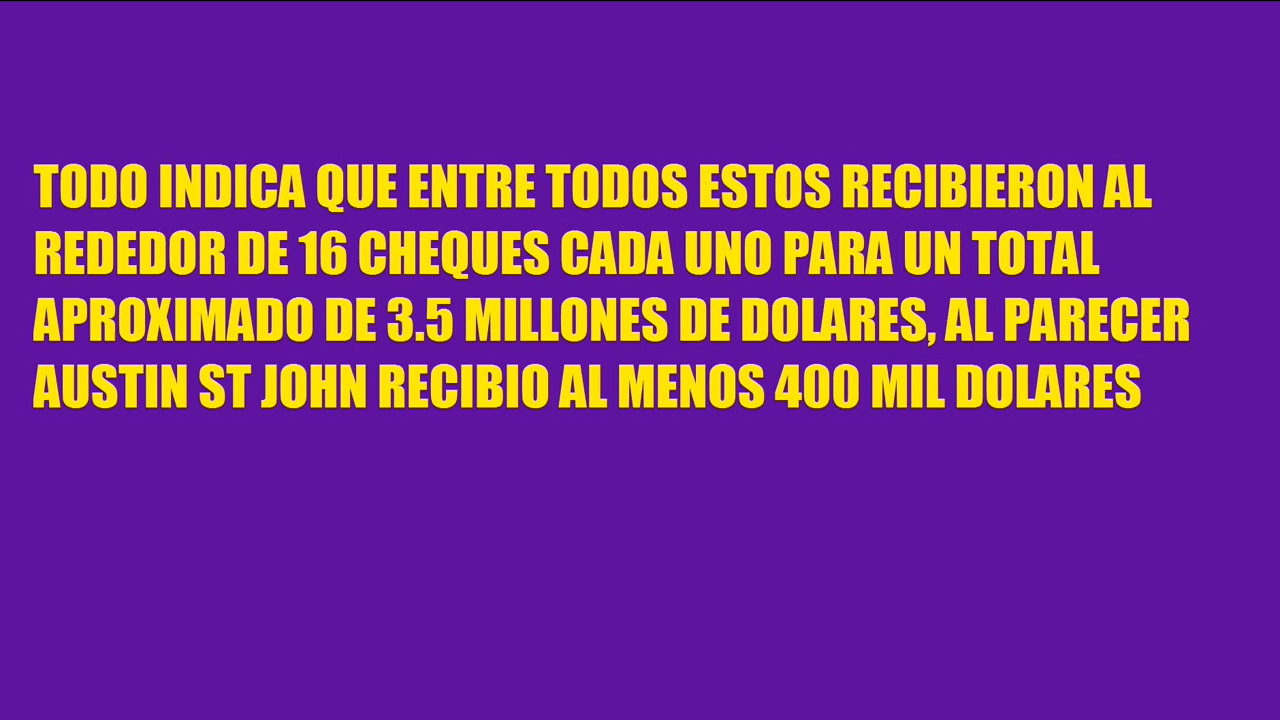 TODO INDICA QUE ENTRE TODOS ESTOS RECIBIERON AL
REDEDOR DE 16 CHEQUES CADA UNO PARA UN TOTAL
APROXIMADO DE 3.5 MILLONES DE DOLARES, AL PARECER
AUSTIN ST JOHN RECIBIO AL MENOS 400 MIL DOLARES